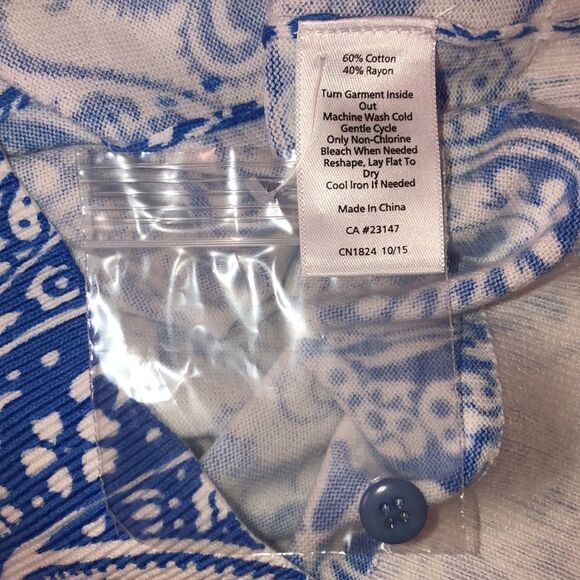 60% Cotton
40% Rayon
Turn Garment Inside
Out
Machine Wash Cold
Gentle Cycle
Only Non-Chlorine
Bleach When Needed
Reshape, Lay Flat To
Dry
Cool Iron If Needed
Made In China
CA #23147
CN1824 10/15